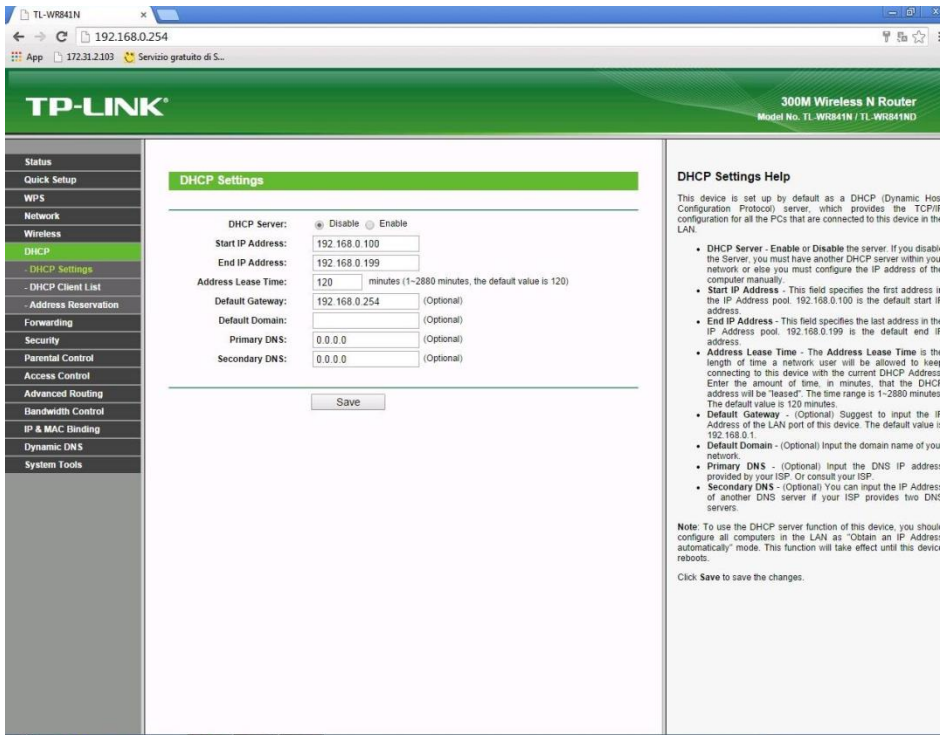 TL-WR841N
192.168.0.254
App 172.31.2.103 Servizio gratuito di S...
TP-LINK®
300M Wireless N Router
Model No. TL-WR841N / TL-WR841ND
Status
Quick Setup
WPS
Network
Wireless
DHCP
- DHCP Settings
- DHCP Client List
- Address Reservation
Forwarding
Security
Parental Control
Access Control
Advanced Routing
Bandwidth Control
IP & MAC Binding
Dynamic DNS
System Tools
DHCP Settings
DHCP Server: Disable Enable
Start IP Address: 192.168.0.100
End IP Address: 192.168.0.199
Address Lease Time: 120 minutes (1~2880 minutes, the default value is 120)
Default Gateway: 192.168.0.254 (Optional)
Default Domain: (Optional)
Primary DNS: 0.0.0.0 (Optional)
Secondary DNS: 0.0.0.0 (Optional)
Save
DHCP Settings Help
This device is set up by default as a DHCP (Dynamic Hos
Configuration Protocol) server, which provides the TCP/IP
configuration for all the PCs that are connected to this device in the
LAN.
• DHCP Server - Enable or Disable the server. If you disable
the Server, you must have another DHCP server within you
network or else you must configure the IP address of the
computer manually.
• Start IP Address - This field specifies the first address in
the IP Address pool. 192.168.0.100 is the default start IP
address.
• End IP Address - This field specifies the last address in the
IP Address pool. 192.168.0.199 is the default end IP
address.
• Address Lease Time - The Address Lease Time is the
length of time a network user will be allowed to keep
connecting to this device with the current DHCP Address.
Enter the amount of time, in minutes, that the DHCP
address will be "leased". The time range is 1~2880 minutes.
The default value is 120 minutes.
• Default Gateway - (Optional) Suggest to input the IP
Address of the LAN port of this device. The default value is
192.168.0.1.
• Default Domain - (Optional) Input the domain name of you
network.
• Primary DNS - (Optional) Input the DNS IP address
provided by your ISP. Or consult your ISP.
• Secondary DNS - (Optional) You can input the IP Address
of another DNS server if your ISP provides two DNS
servers.
Note: To use the DHCP server function of this device, you should
configure all computers in the LAN as "Obtain an IP Address
automatically" mode. This function will take effect until this device
reboots.
Click Save to save the changes.